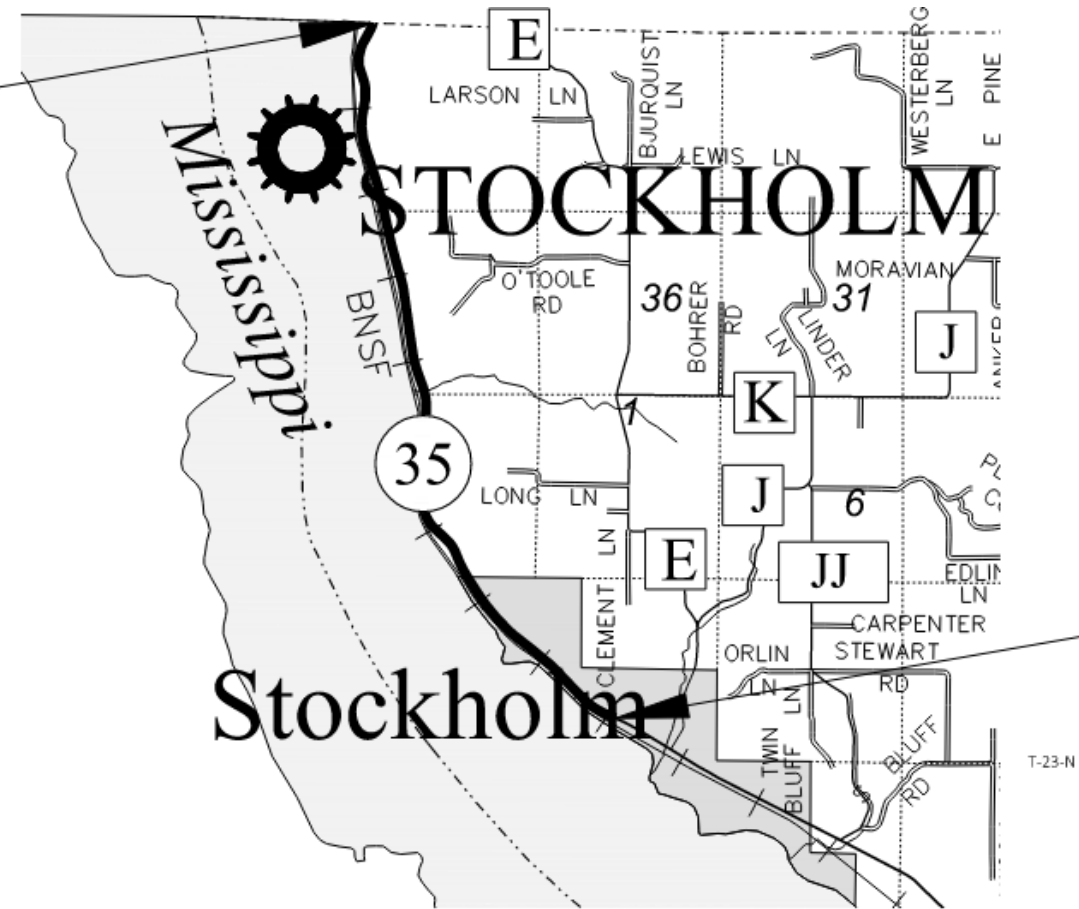 E
LARSON LN
BJURQUIST
LN
WESTERBERG
LN
E PINE
LEWIS LN
Mississippi
STOCKHOLM
O'TOOLE
RD
BNSF
36
BOHRER
RD
MORAVIAN
31
LINDER
LN
J
K
1
35
LONG LN
J
6
E
JJ
CLEMENT LN
CARPENTER
ORLIN
LN
STEWART
RD
Stockholm
TWIN
BLUFF LN
BLUFF
RD
T-23-N